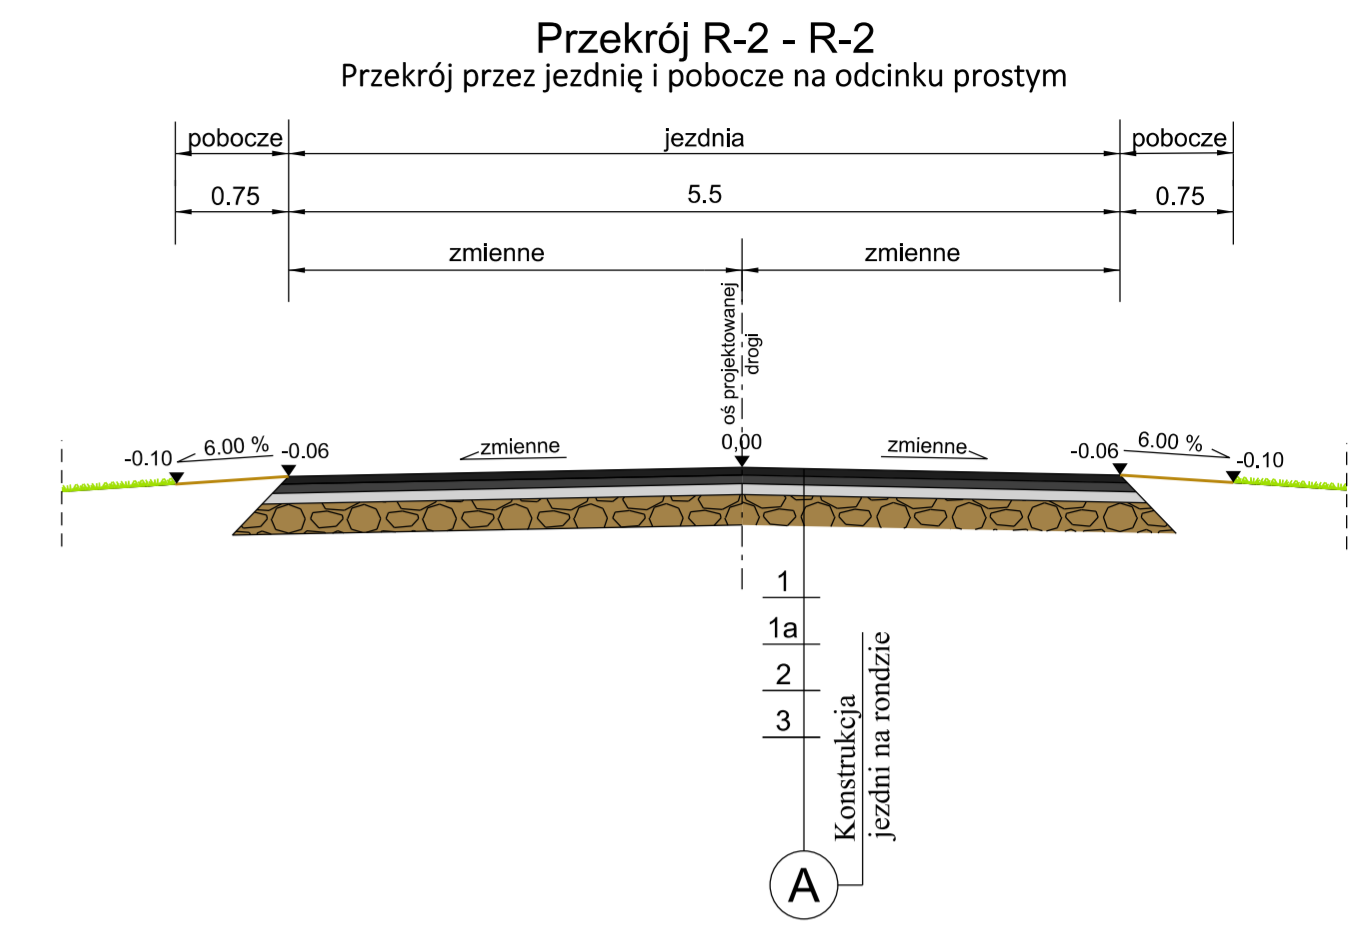 Przekrój R-2 - R-2
Przekrój przez jezdnię i pobocze na odcinku prostym
pobocze
jezdnia
pobocze
0.75
5.5
0.75
zmienne
zmienne
oś projektowanej
drogi
-0.10
6.00 %
-0.06
zmienne
0,00
zmienne
-0.06
6.00 %
-0.10
1
1a
2
3
Konstrukcja
jezdni na rondzie
A